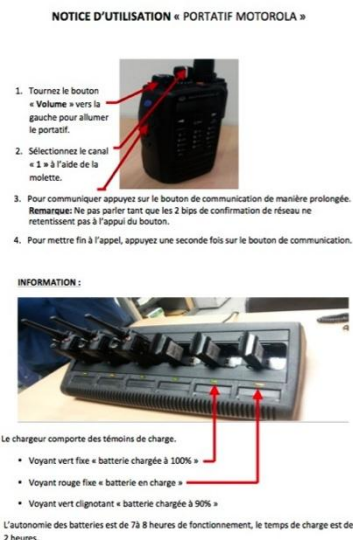 NOTICE D'UTILISATION « PORTATIF MOTOROLA »
1. Tournez le bouton
« Volume » vers la
gauche pour allumer
le portatif.
2. Sélectionnez le canal
« 1 » à l'aide de la
molette.
3. Pour communiquer appuyez sur le bouton de communication de manière prolongée.
Remarque: Ne pas parler tant que les 2 bips de confirmation de réseau ne
retentissent pas à l'appui du bouton.
4. Pour mettre fin à l'appel, appuyez une seconde fois sur le bouton de communication.
INFORMATION :
Le chargeur comporte des témoins de charge.
• Voyant vert fixe « batterie chargée à 100% »
• Voyant rouge fixe « batterie en charge »
• Voyant vert clignotant « batterie chargée à 90% »
L'autonomie des batteries est de 7à 8 heures de fonctionnement, le temps de charge est de
2 heures.